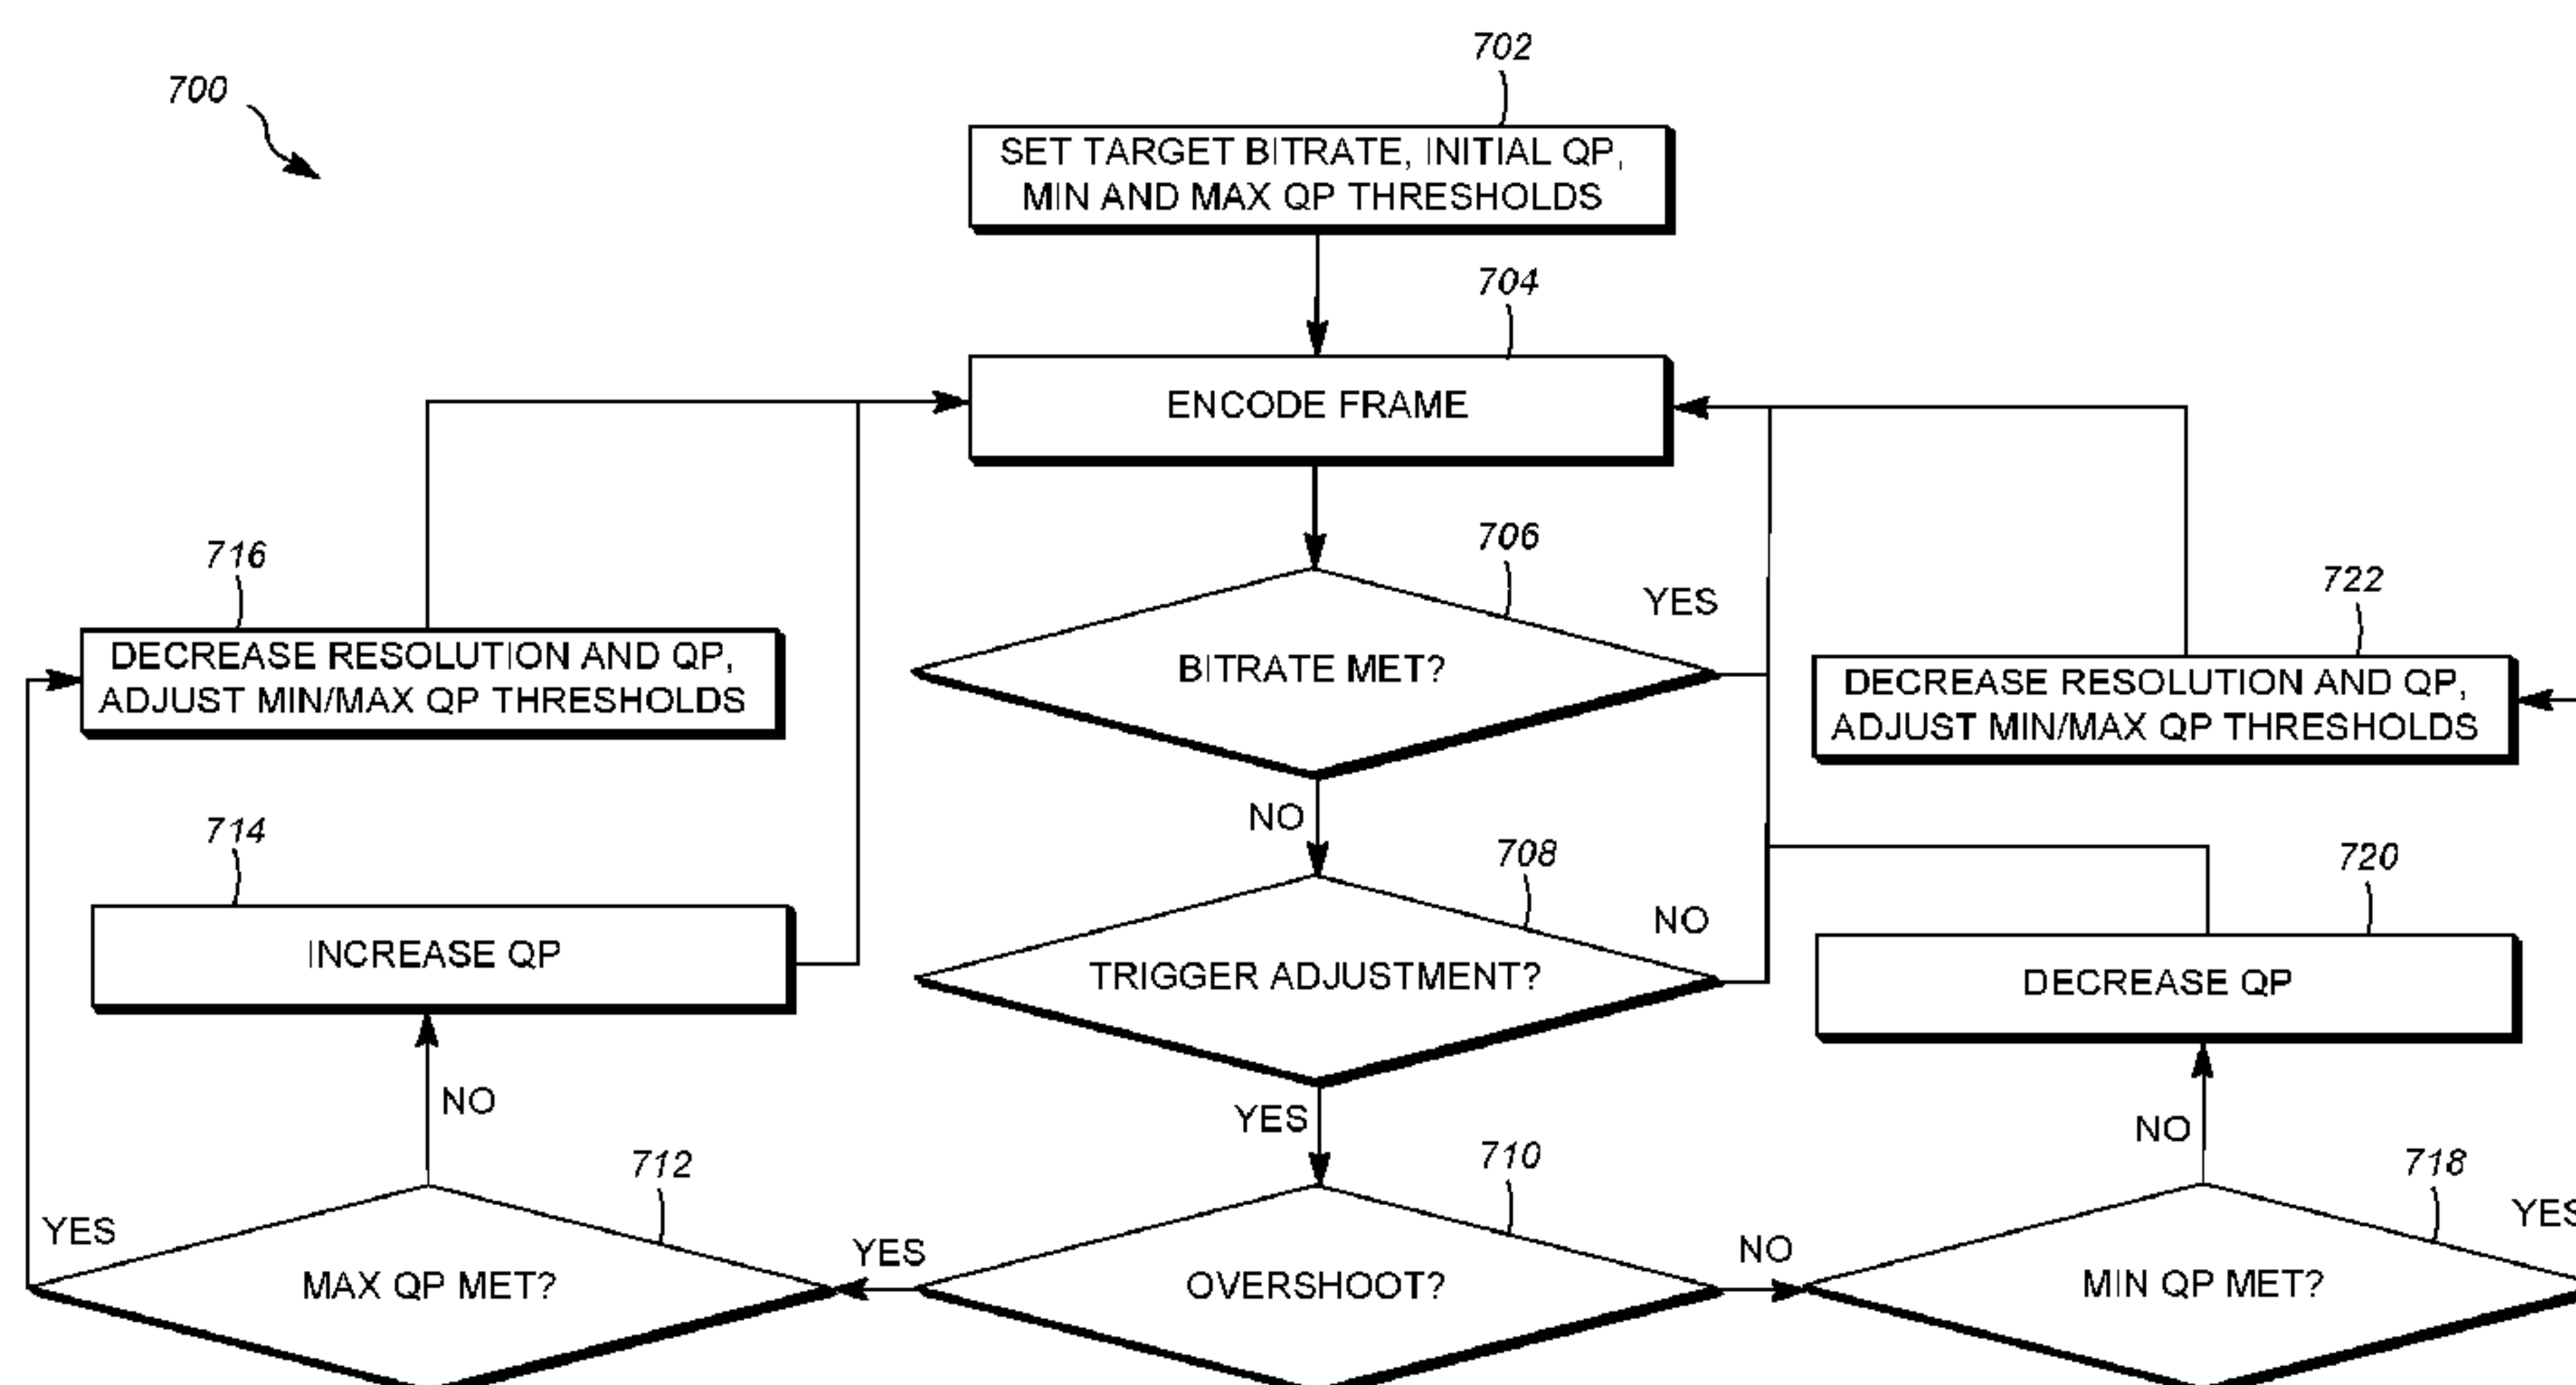 702
700
SET TARGET BITRATE, INITIAL QP,
MIN AND MAX QP THRESHOLDS
704
ENCODE FRAME
706
716
722
YES
DECREASE RESOLUTION AND QP,
ADJUST MIN/MAX QP THRESHOLDS
BITRATE MET?
DECREASE RESOLUTION AND QP,
ADJUST MIN/MAX QP THRESHOLDS
NO
714
708
720
NO
INCREASE QP
TRIGGER ADJUSTMENT?
DECREASE QP
NO
YES
NO
712
710
718
YES
YES
NO
YES
MAX QP MET?
OVERSHOOT?
MIN QP MET?